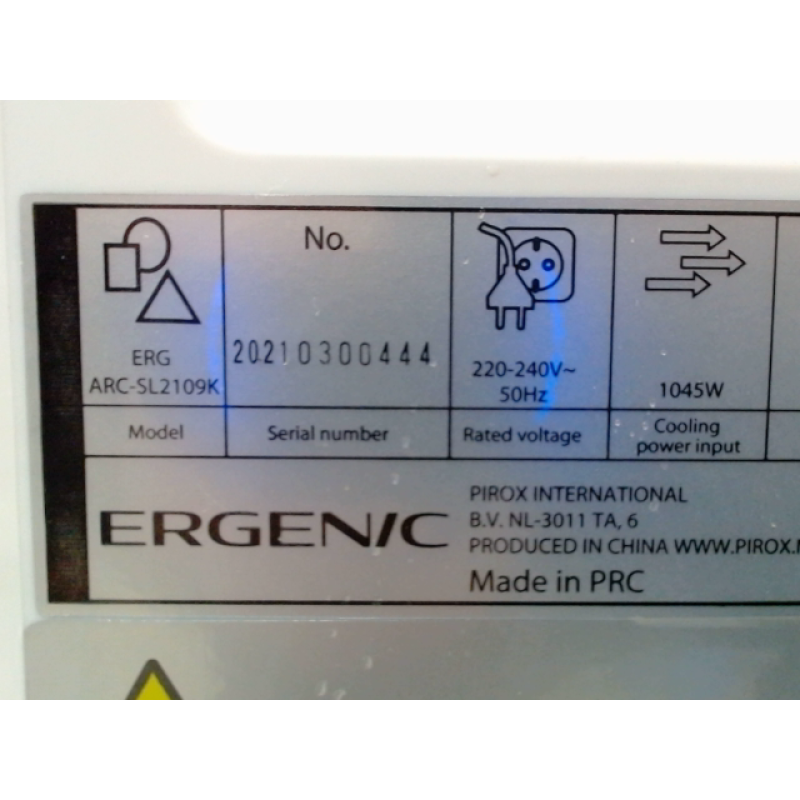 No.
ERG
ARC-SL2109K
20210300444
220-240V~
50Hz
1045W
Model
Serial number
Rated voltage
Cooling
power input
ERGENIC
PIROX INTERNATIONAL
B.V. NL-3011 TA, 6
PRODUCED IN CHINA WWW.PIROX.
Made in PRC